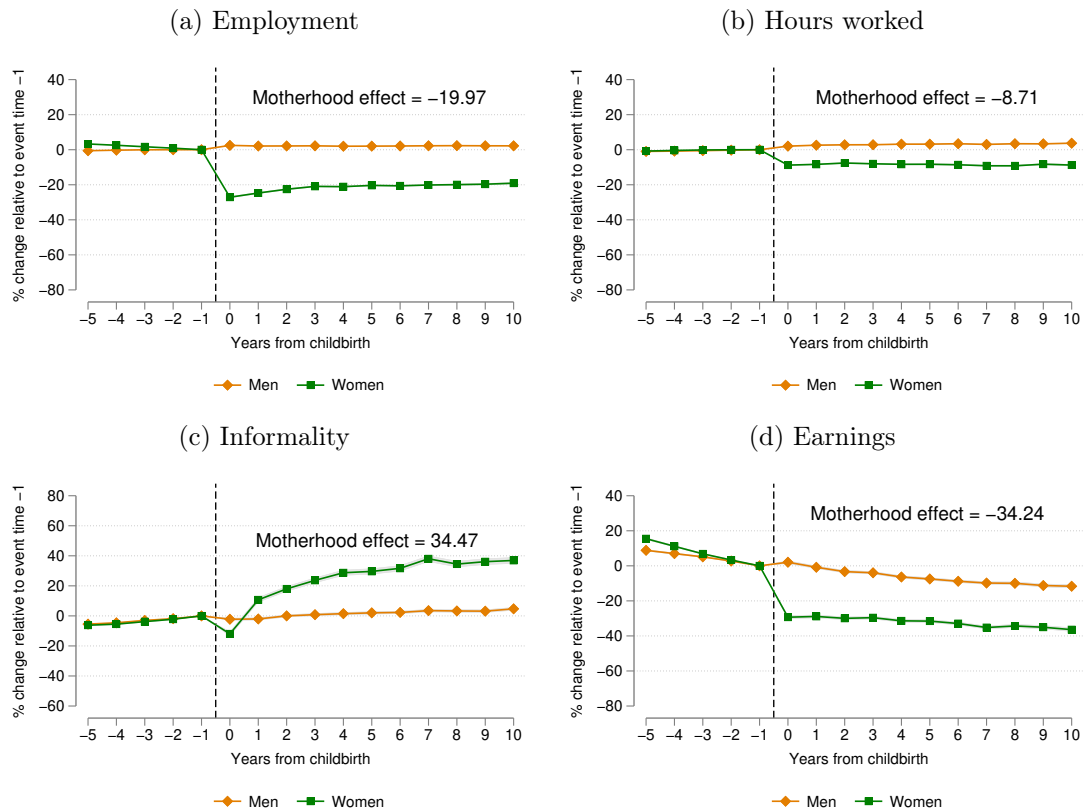 (a) Employment
% change relative to event time −1
40
20
0
−20
−40
−60
−80
Motherhood effect = −19.97
−5 −4 −3 −2 −1 0 1 2 3 4 5 6 7 8 9 10
Years from childbirth
Men Women
(b) Hours worked
% change relative to event time −1
40
20
0
−20
−40
−60
−80
Motherhood effect = −8.71
−5 −4 −3 −2 −1 0 1 2 3 4 5 6 7 8 9 10
Years from childbirth
Men Women
(c) Informality
% change relative to event time −1
80
60
40
20
0
−20
−40
−60
Motherhood effect = 34.47
−5 −4 −3 −2 −1 0 1 2 3 4 5 6 7 8 9 10
Years from childbirth
Men Women
(d) Earnings
% change relative to event time −1
40
20
0
−20
−40
−60
−80
Motherhood effect = −34.24
−5 −4 −3 −2 −1 0 1 2 3 4 5 6 7 8 9 10
Years from childbirth
Men Women